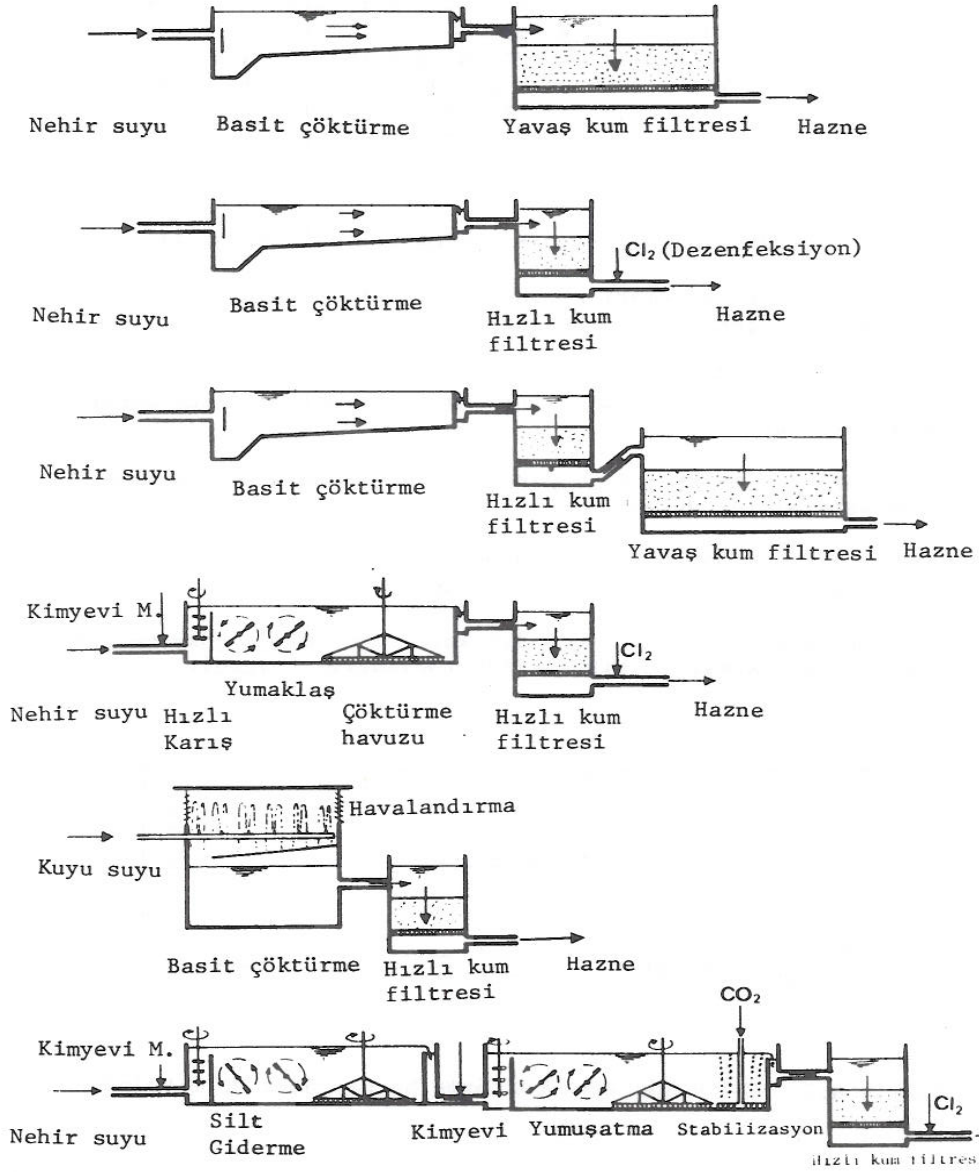 Nehir suyu Basit çöktürme Yavaş kum filtresi Hazne
Cl₂ (Dezenfeksiyon)
Nehir suyu Basit çöktürme Hızlı kum Hazne
filtresi
Nehir suyu Basit çöktürme Hızlı kum
filtresi
Yavaş kum filtresi Hazne
Kimyevi M.
Cl₂
Yumaklaş
Nehir suyu Hızlı Çöktürme Hızlı kum Hazne
Karış havuzu filtresi
Havalandırma
Kuyu suyu
Basit çöktürme Hızlı kum Hazne
filtresi
CO₂
Kimyevi M.
Cl₂
Nehir suyu Silt Kimyevi Yumuşatma Stabilizasyon
Giderme
Hızlı kum filtres